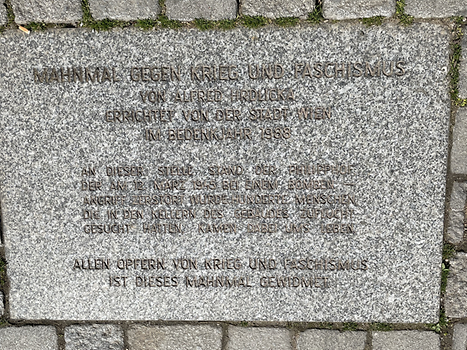 MAHNMAL GEGEN KRIEG UND FASCHISMUS
VON ALFRED HRDLICKA
ERRICHTET VON DER STADT WIEN
IM GEDENKJAHR 1988
AN DIESER STELLE STAND DER PHILIPPHOF
DER AM 12. MÄRZ 1945 BEI EINEM BOMBEN-
ANGRIFF ZERSTÖRT WURDE. HUNDERTE MENSCHEN,
DIE IN DEN KELLERN DES GEBÄUDES ZUFLUCHT
GESUCHT HATTEN, KAMEN DABEI UMS LEBEN.
ALLEN OPFERN VON KRIEG UND FASCHISMUS
IST DIESES MAHNMAL GEWIDMET.